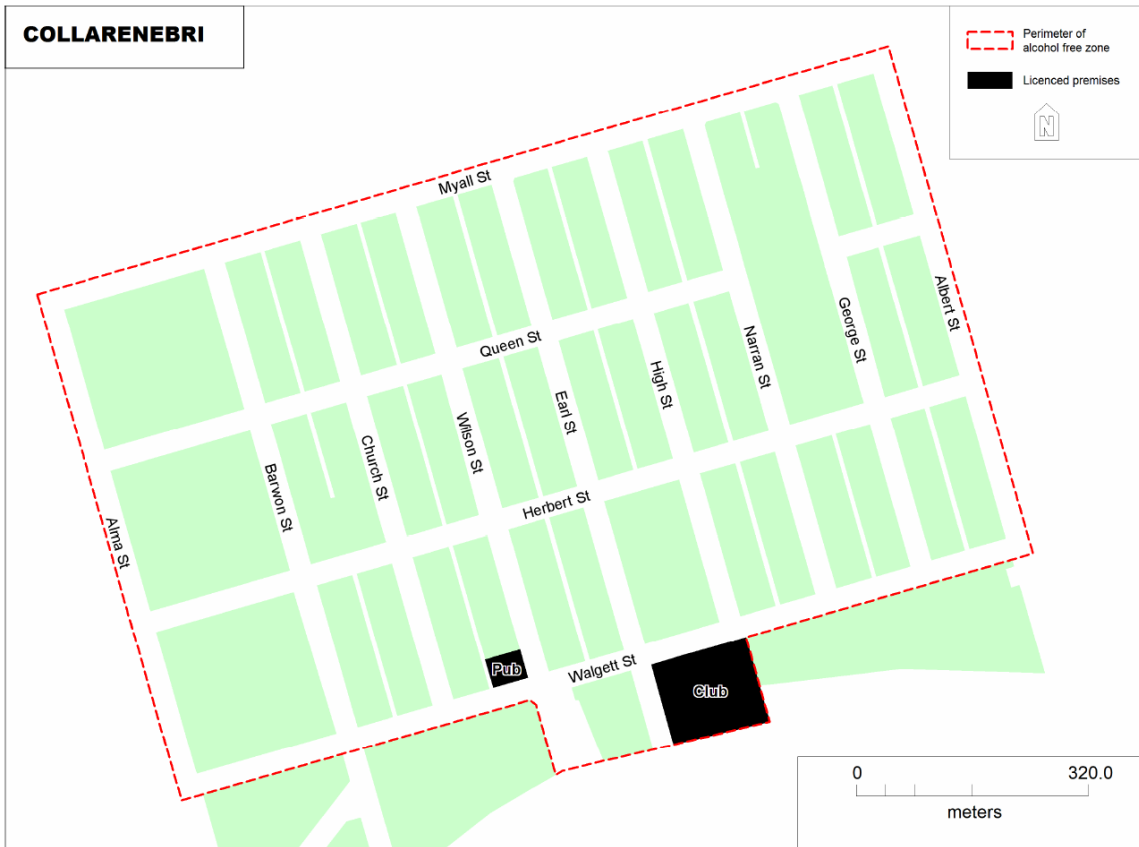 COLLARENEBRI
Perimeter of
alcohol free zone
Licenced premises
N
Myall St
Queen St
Albert St
George St
Narran St
High St
Earl St
Wilson St
Church St
Barwon St
Alma St
Herbert St
Walgett St
Pub
Club
0 320.0
meters